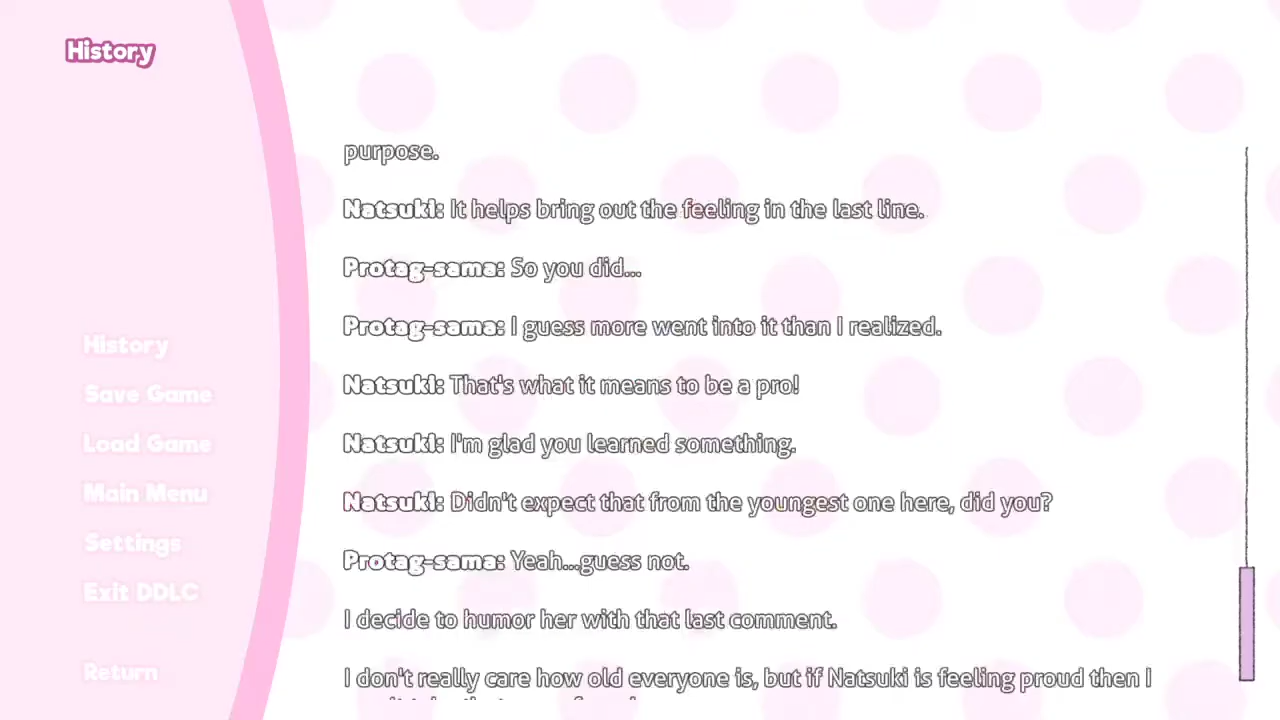 History
purpose.
Natsuki: It helps bring out the feeling in the last line.
Protag-sama: So you did...
Protag-sama: I guess more went into it than I realized.
Natsuki: That's what it means to be a pro!
Natsuki: I'm glad you learned something.
Natsuki: Didn't expect that from the youngest one here, did you?
Protag-sama: Yeah...guess not.
I decide to humor her with that last comment.
I don't really care how old everyone is, but if Natsuki is feeling proud then I
History
Save Game
Load Game
Main Menu
Settings
Exit DDLC
Return